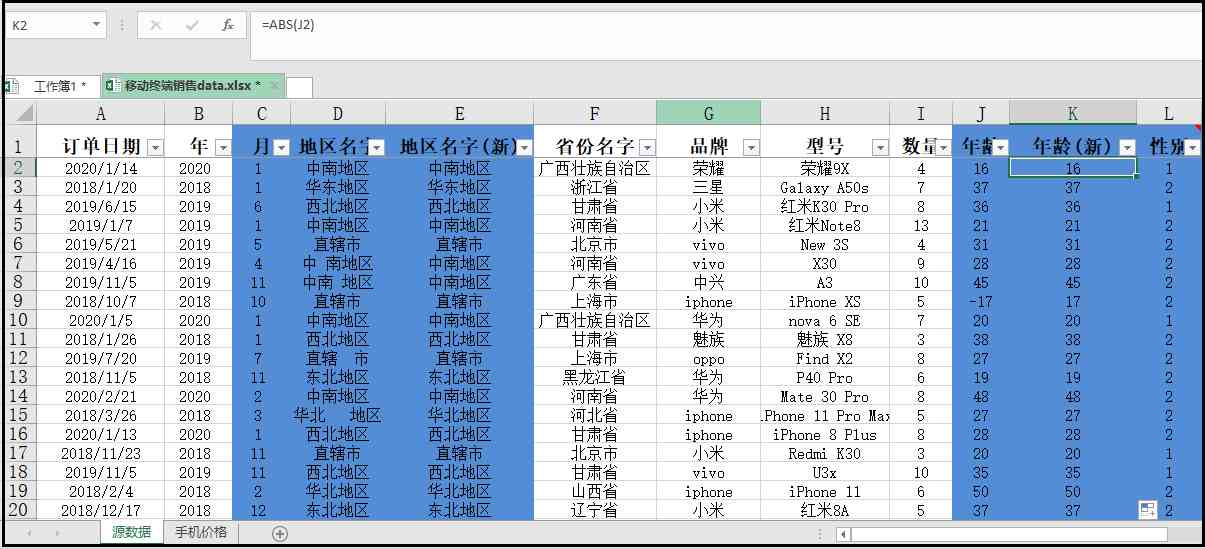 K2 fx =ABS(J2)
工作簿1 * 移动终端销售data.xlsx *
A B C D E F G H I J K L
1 订单日期 年 月 地区名字 地区名字(新) 省份名字 品牌 型号 数量 年龄 年龄(新) 性别
2 2020/1/14 2020 1 中南地区 中南地区 广西壮族自治区 荣耀 荣耀9X 4 16 16 1
3 2018/1/20 2018 1 华东地区 华东地区 浙江省 三星 Galaxy A50s 7 37 37 2
4 2019/6/15 2019 6 西北地区 西北地区 甘肃省 小米 红米K30 Pro 8 36 36 1
5 2019/1/7 2019 1 中南地区 中南地区 河南省 小米 红米Note8 13 21 21 2
6 2019/5/21 2019 5 直辖市 直辖市 北京市 vivo New 3S 4 31 31 2
7 2019/4/16 2019 4 中 南地区 中南地区 河南省 vivo X30 9 28 28 2
8 2019/11/5 2019 11 中南 地区 中南地区 广东省 中兴 A3 10 45 45 2
9 2018/10/7 2018 10 直辖市 直辖市 上海市 iphone iPhone XS 5 -17 17 2
10 2020/1/5 2020 1 中南地区 中南地区 广西壮族自治区 华为 nova 6 SE 7 20 20 1
11 2018/1/26 2018 1 西北地区 西北地区 甘肃省 魅族 魅族 X8 3 38 38 2
12 2019/7/20 2019 7 直辖 市 直辖市 上海市 oppo Find X2 8 27 27 2
13 2018/11/5 2018 11 东北地区 东北地区 黑龙江省 华为 P40 Pro 6 19 19 2
14 2020/2/21 2020 2 中南地区 中南地区 河南省 华为 Mate 30 Pro 8 48 48 2
15 2018/3/26 2018 3 华北 地区 华北地区 河北省 iphone iPhone 11 Pro Max 5 27 27 2
16 2020/1/13 2020 1 西北地区 西北地区 甘肃省 iphone iPhone 8 Plus 8 28 28 2
17 2018/11/23 2018 11 直辖市 直辖市 北京市 小米 Redmi K30 3 20 20 1
18 2019/11/5 2019 11 西北地区 西北地区 甘肃省 vivo U3x 10 35 35 1
19 2018/2/4 2018 2 华北地区 华北地区 山西省 iphone iPhone 11 6 50 50 2
20 2018/12/17 2018 12 东北地区 东北地区 辽宁省 小米 红米8A 5 37 37 2
源数据 手机价格